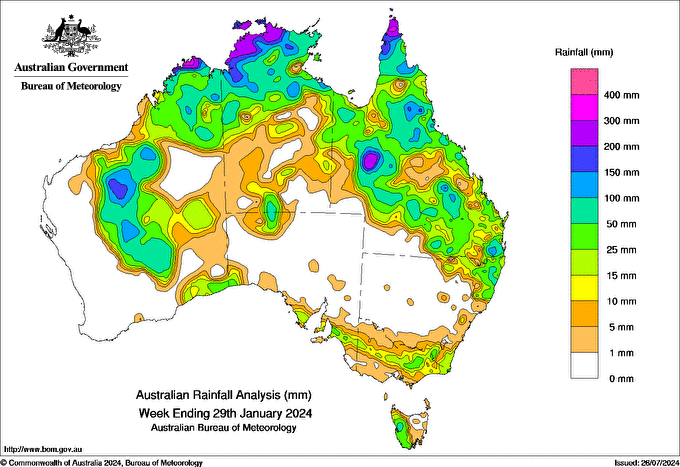 Australian Government
Bureau of Meteorology
Rainfall (mm)
400 mm
300 mm
200 mm
150 mm
100 mm
50 mm
25 mm
15 mm
10 mm
5 mm
1 mm
0 mm
Australian Rainfall Analysis (mm)
Week Ending 29th January 2024
Australian Bureau of Meteorology
http://www.bom.gov.au
© Commonwealth of Australia 2024, Bureau of Meteorology
Issued: 26/07/2024